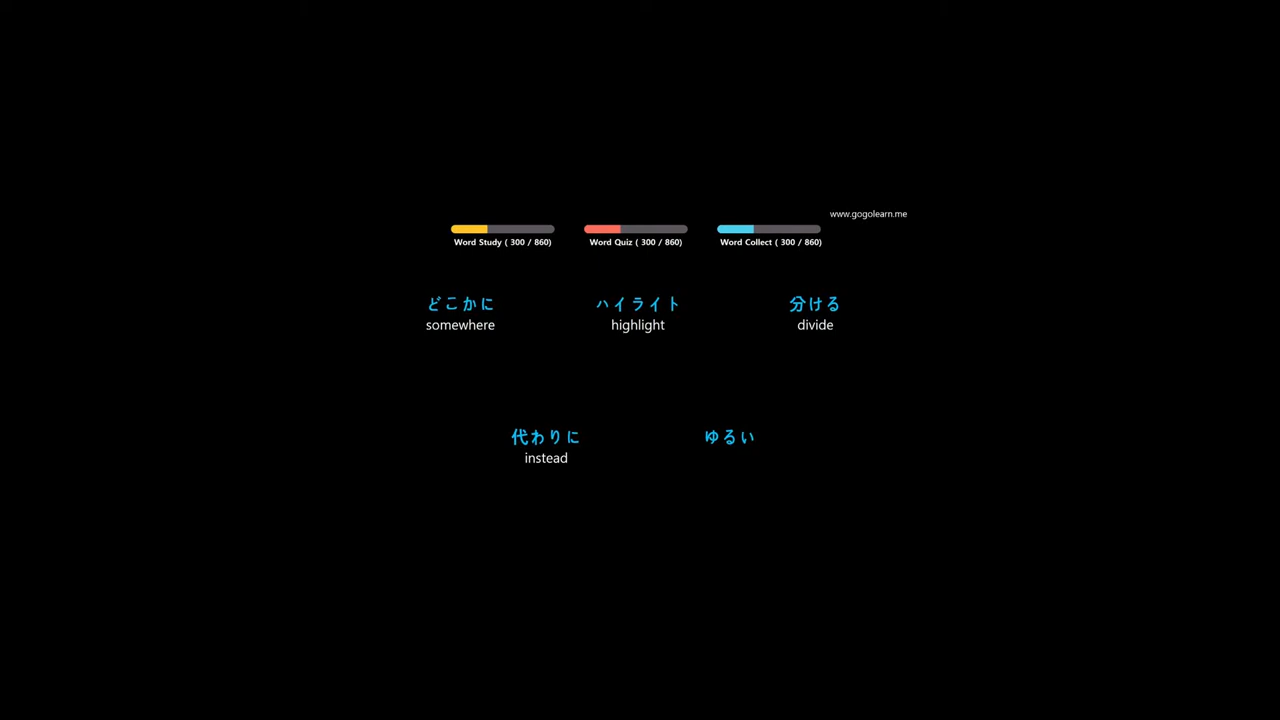 www.gogolearn.me
Word Study ( 300 / 860)
Word Quiz ( 300 / 860)
Word Collect ( 300 / 860)
どこかに
somewhere
ハイライト
highlight
分ける
divide
代わりに
instead
ゆるい